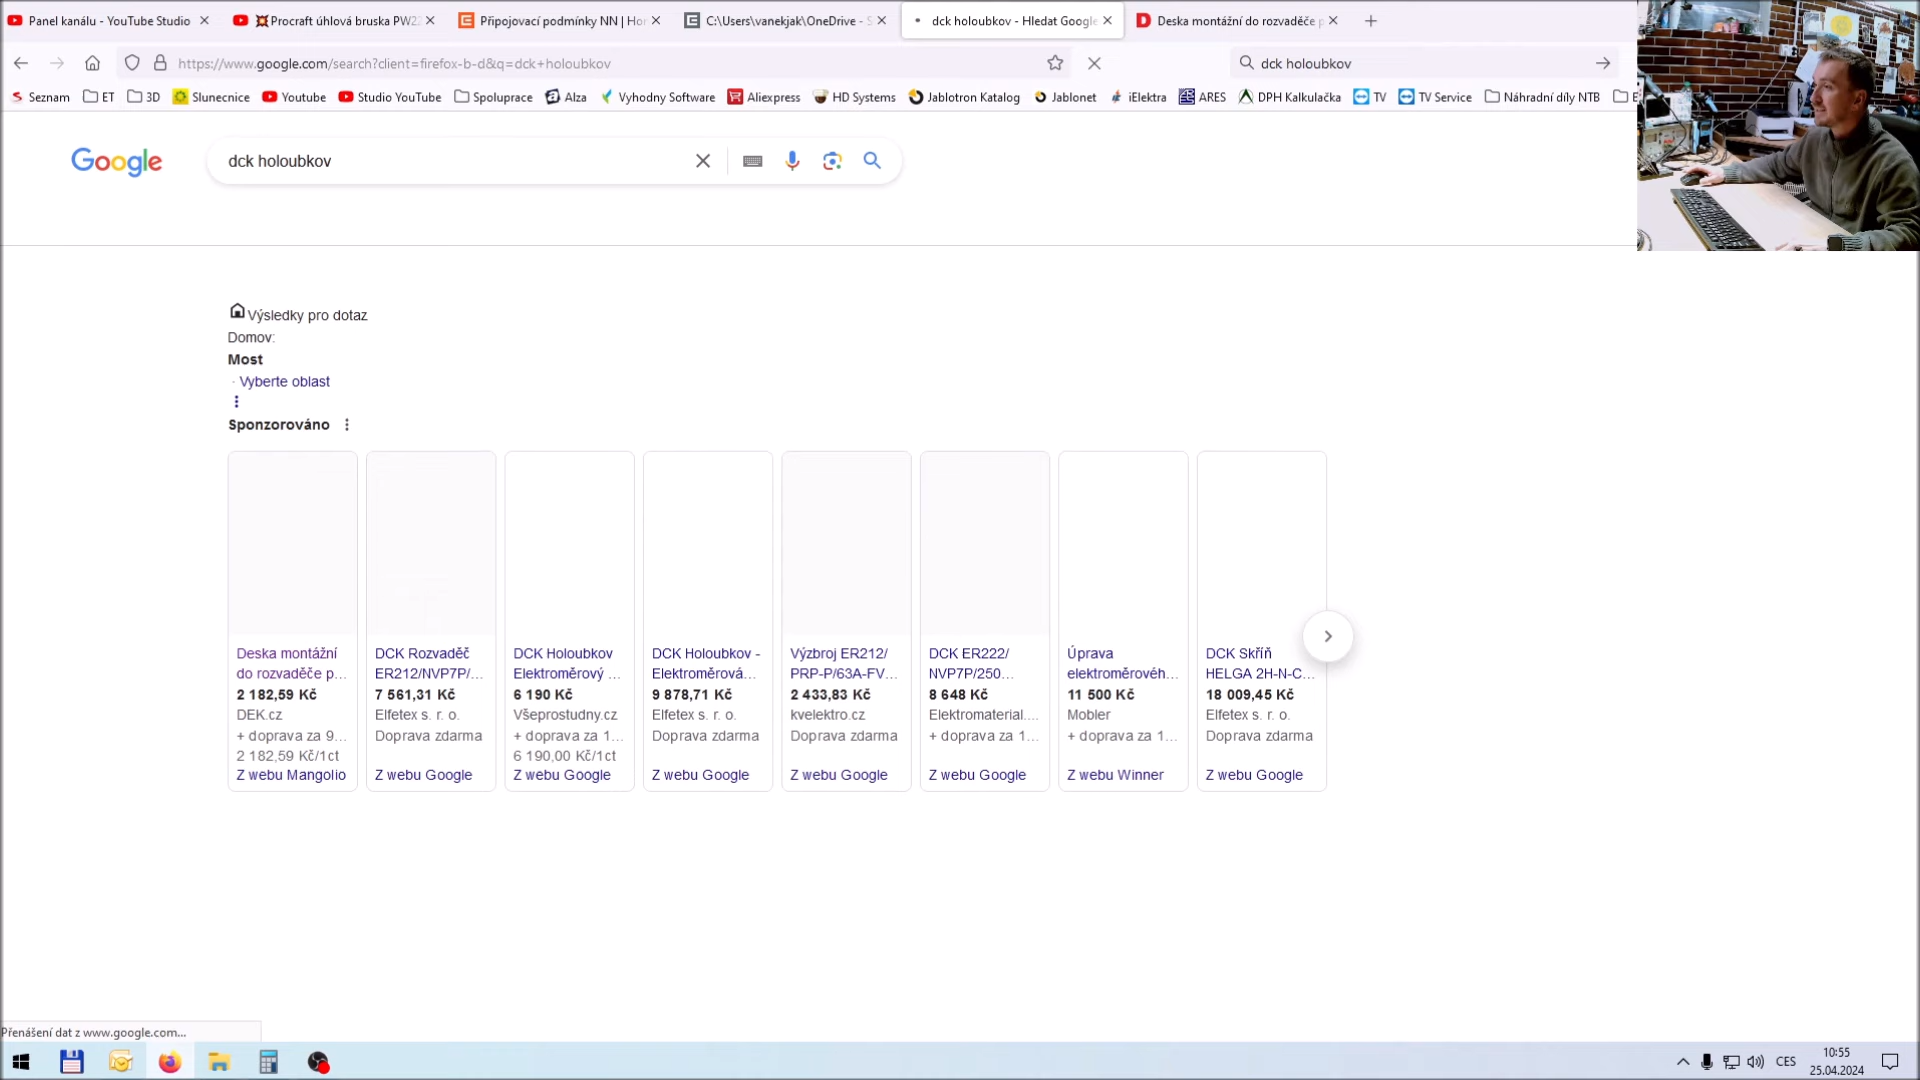 Panel kanálu - YouTube Studio
Procraft úhlová bruska PW2
Připojovací podmínky NN | Ho
C:\Users\vanekjak\OneDrive - S
dck holoubkov - Hledat Google
Deska montážní do rozvaděče p
https://www.google.com/search?client=firefox-b-d&q=dck+holoubkov
dck holoubkov
Seznam
ET
3D
Slunecnice
Youtube
Studio YouTube
Spoluprace
Alza
Vyhodny Software
Aliexpress
HD Systems
Jablotron Katalog
Jablonet
iElektra
ARES
DPH Kalkulačka
TV
TV Service
Náhradní díly NTB
E
Google
dck holoubkov
Výsledky pro dotaz
Domov:
Most
· Vyberte oblast
Sponzorováno
Deska montážní
do rozvaděče p...
2 182,59 Kč
DEK.cz
+ doprava za 9...
2 182,59 Kč/1ct
Z webu Mangolio
DCK Rozvaděč
ER212/NVP7P/...
7 561,31 Kč
Elfetex s. r. o.
Doprava zdarma
Z webu Google
DCK Holoubkov
Elektroměrový ...
6 190 Kč
Všeprostudny.cz
+ doprava za 1...
6 190,00 Kč/1ct
Z webu Google
DCK Holoubkov -
Elektroměrová...
9 878,71 Kč
Elfetex s. r. o.
Doprava zdarma
Z webu Google
Výzbroj ER212/
PRP-P/63A-FV...
2 433,83 Kč
kvelektro.cz
Doprava zdarma
Z webu Google
DCK ER222/
NVP7P/250...
8 648 Kč
Elektromaterial....
+ doprava za 1...
Z webu Google
Úprava
elektroměrovéh...
11 500 Kč
Mobler
+ doprava za 1...
Z webu Winner
DCK Skříň
HELGA 2H-N-C...
18 009,45 Kč
Elfetex s. r. o.
Doprava zdarma
Z webu Google
Přenášení dat z www.google.com...
CES
10:55
25.04.2024